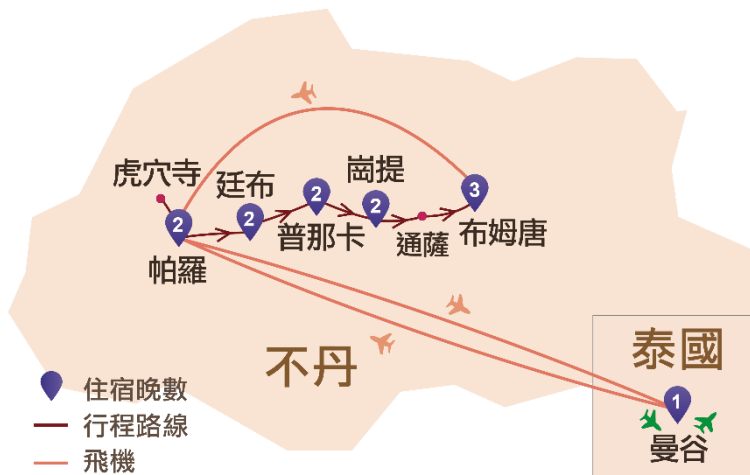 虎穴寺
廷布
崗提
普那卡
通薩
布姆唐
帕羅
2
2
2
2
3
不丹
泰國
1
曼谷
住宿晚數
行程路線
飛機